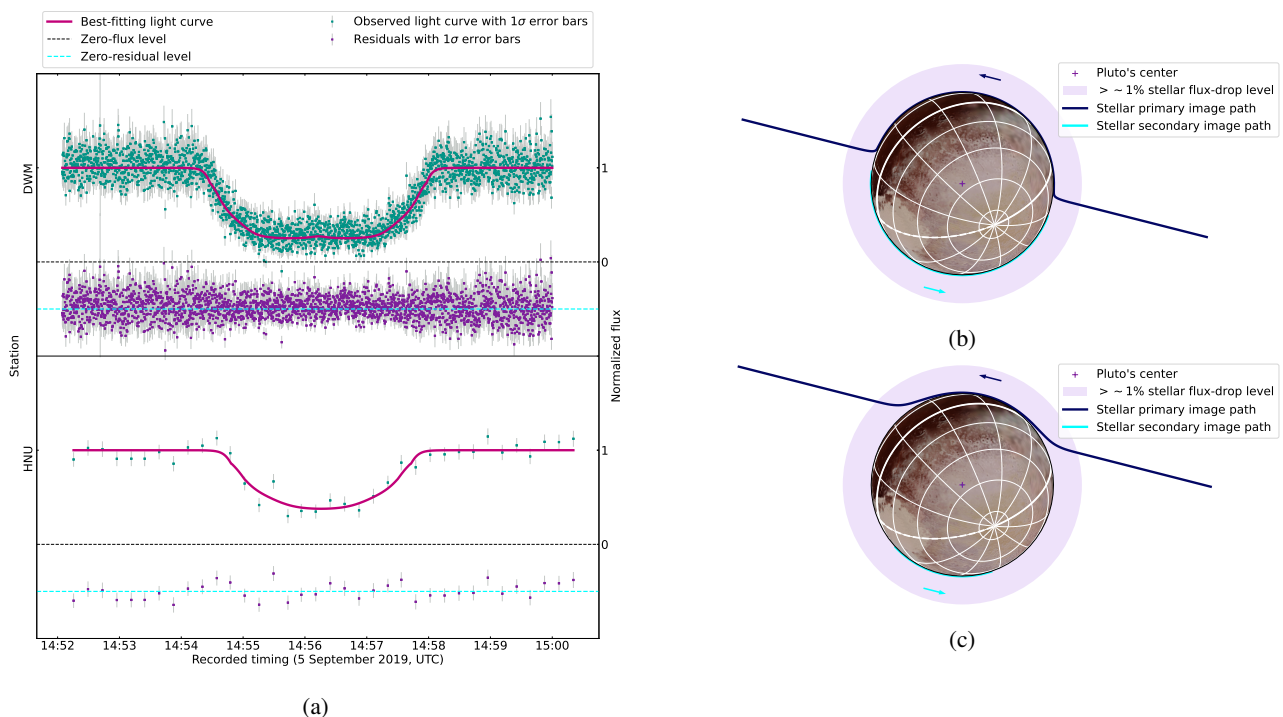 Best-fitting light curve
Zero-flux level
Zero-residual level
Observed light curve with 1σ error bars
Residuals with 1σ error bars
DWM
HNU
Station
1
0
1
0
Normalized flux
14:52 14:53 14:54 14:55 14:56 14:57 14:58 14:59 15:00
Recorded timing (5 September 2019, UTC)
(a)
Pluto's center
> ~ 1% stellar flux-drop level
Stellar primary image path
Stellar secondary image path
(b)
Pluto's center
> ~ 1% stellar flux-drop level
Stellar primary image path
Stellar secondary image path
(c)